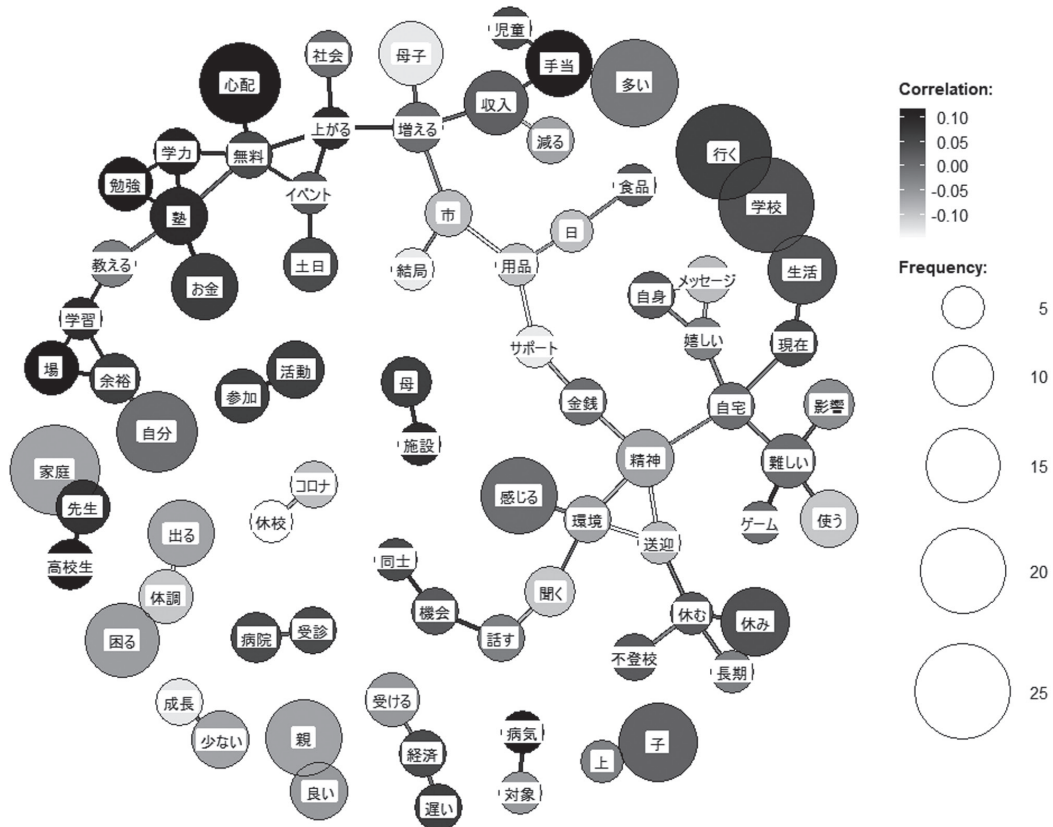 児童
社会
母子
手当
心配
多い
収入
上がる
増える
減る
学力
無料
行く
勉強
イベント
食品
学校
塾
市
日
教える
結局
用品
土日
生活
お金
自身
メッセージ
学習
嬉しい
現在
サポート
場
余裕
活動
母
参加
金銭
自宅
影響
自分
施設
家庭
精神
難しい
コロナ
感じる
先生
休校
環境
ゲーム
使う
出る
送迎
高校生
同士
体調
聞く
機会
困る
病院
受診
話す
休む
休み
不登校
長期
成長
受ける
少ない
親
病気
子
経済
上
良い
対象
遅い
Correlation:
0.10
0.05
0.00
-0.05
-0.10
Frequency:
5
10
15
20
25